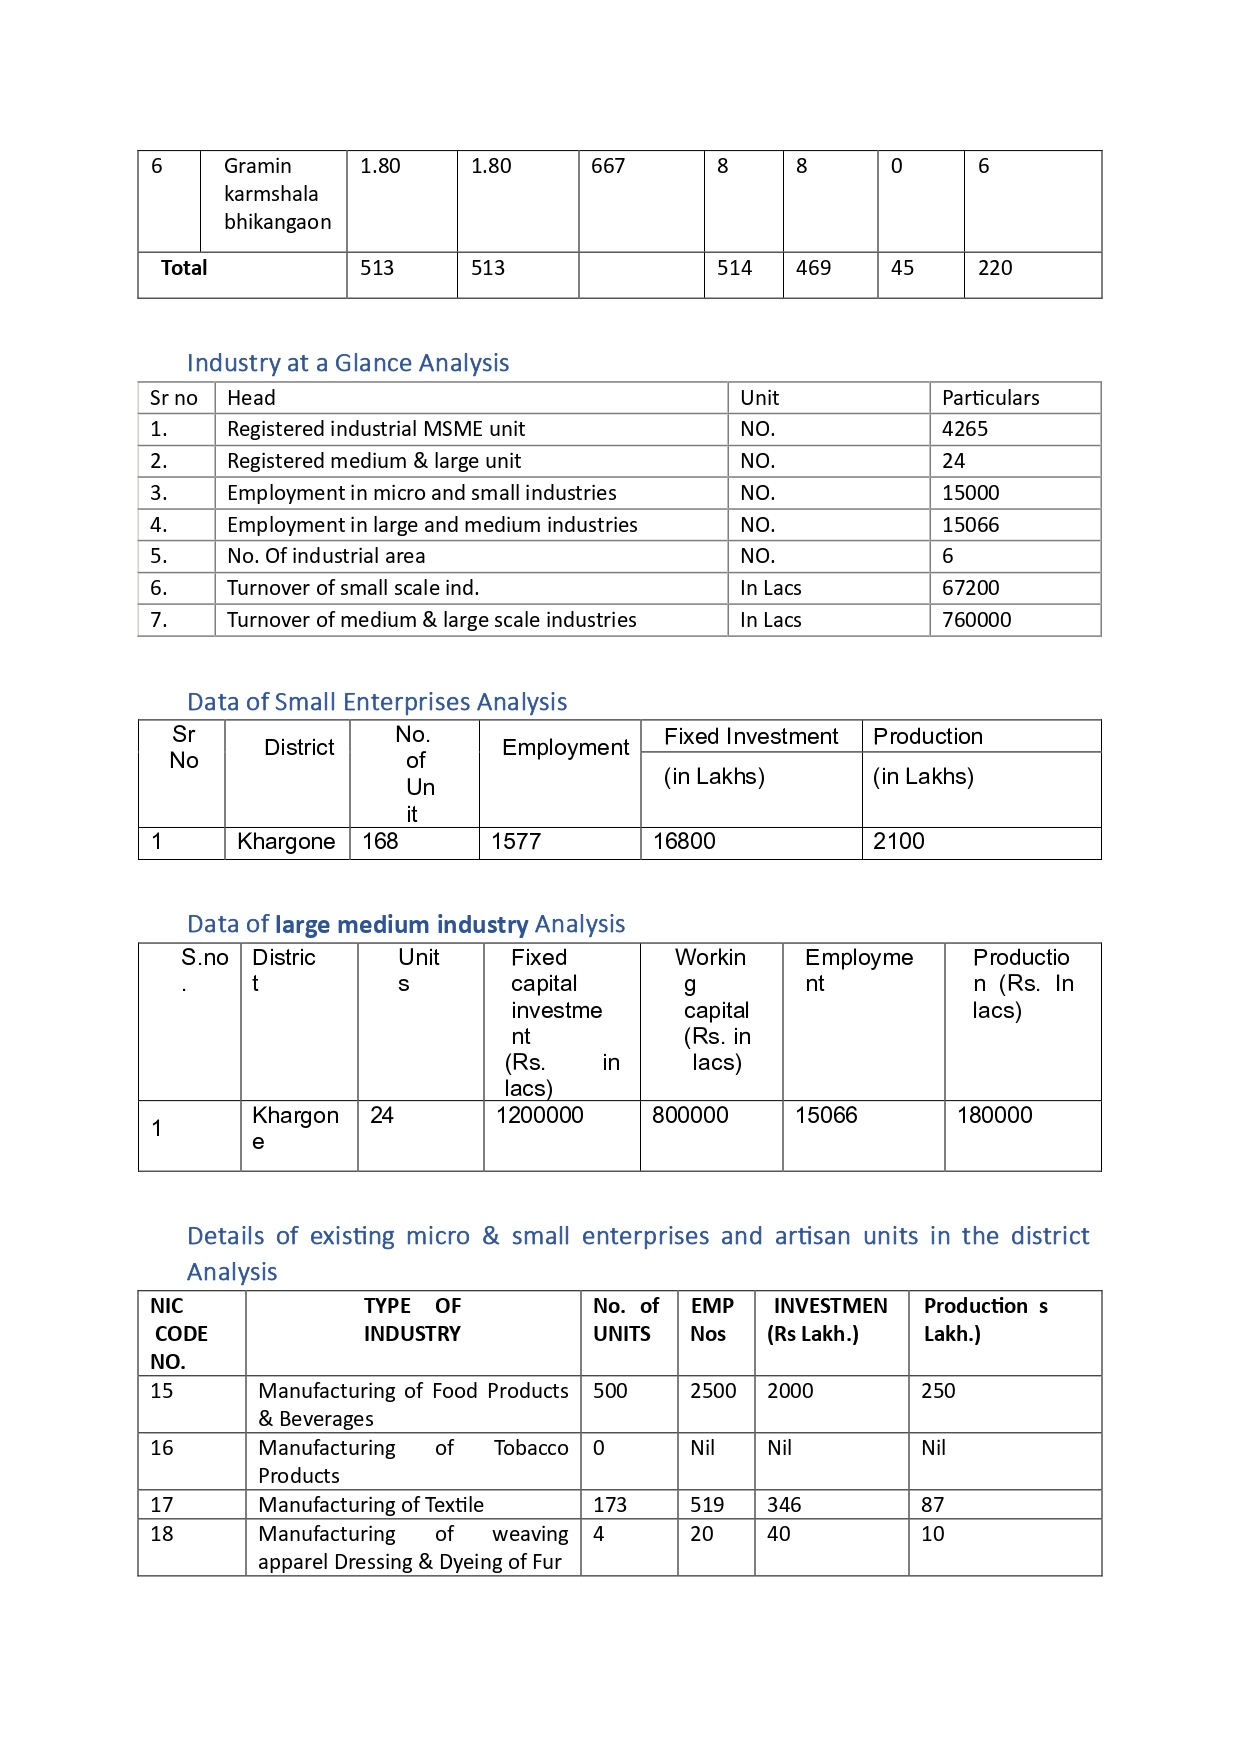 6 Gramin 1.80 1.80 667 8 8 0 6
karmshala
bhikangaon
Total 513 513 514 469 45 220
Industry at a Glance Analysis
Sr no Head Unit Particulars
1. Registered industrial MSME unit NO. 4265
2. Registered medium & large unit NO. 24
3. Employment in micro and small industries NO. 15000
4. Employment in large and medium industries NO. 15066
5. No. Of industrial area NO. 6
6. Turnover of small scale ind. In Lacs 67200
7. Turnover of medium & large scale industries In Lacs 760000
Data of Small Enterprises Analysis
Sr
No
District
No.
of
Un
it
Employment
Fixed Investment
(in Lakhs)
Production
(in Lakhs)
1 Khargone 168 1577 16800 2100
Data of large medium industry Analysis
S.no
.
Distric
t
Unit
s
Fixed
capital
investme
nt
(Rs. in
lacs)
Workin
g
capital
(Rs. in
lacs)
Employme
nt
Productio
n (Rs. In
lacs)
1
Khargon
e
24 1200000 800000 15066 180000
Details of existing micro & small enterprises and artisan units in the district
Analysis
NIC
CODE
NO.
TYPE OF
INDUSTRY
No. of
UNITS
EMP
Nos
INVESTMEN
(Rs Lakh.)
Production s
Lakh.)
15 Manufacturing of Food Products 500 2500 2000 250
& Beverages
16 Manufacturing of Tobacco 0 Nil Nil Nil
Products
17 Manufacturing of Textile 173 519 346 87
18 Manufacturing of weaving 4 20 40 10
apparel Dressing & Dyeing of Fur